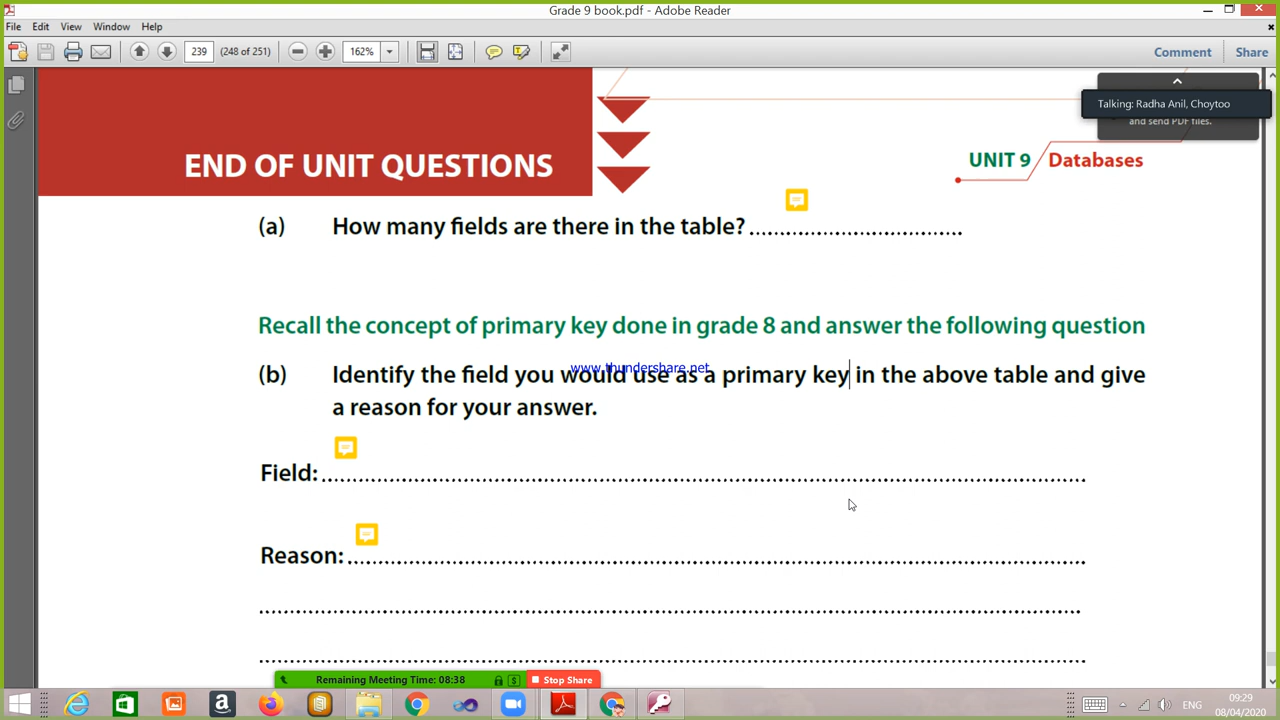 Grade 9 book.pdf - Adobe Reader
File Edit View Window Help
239 (248 of 251) 162% Comment Share
Talking: Radha Anil, Choytoo
and send PDF files.
END OF UNIT QUESTIONS
UNIT 9 Databases
(a) How many fields are there in the table?
Recall the concept of primary key done in grade 8 and answer the following question
www.thundershare.net
(b) Identify the field you would use as a primary key in the above table and give
a reason for your answer.
Field:
Reason:
Remaining Meeting Time: 08:38 Stop Share
ENG 09:29
08/04/2020